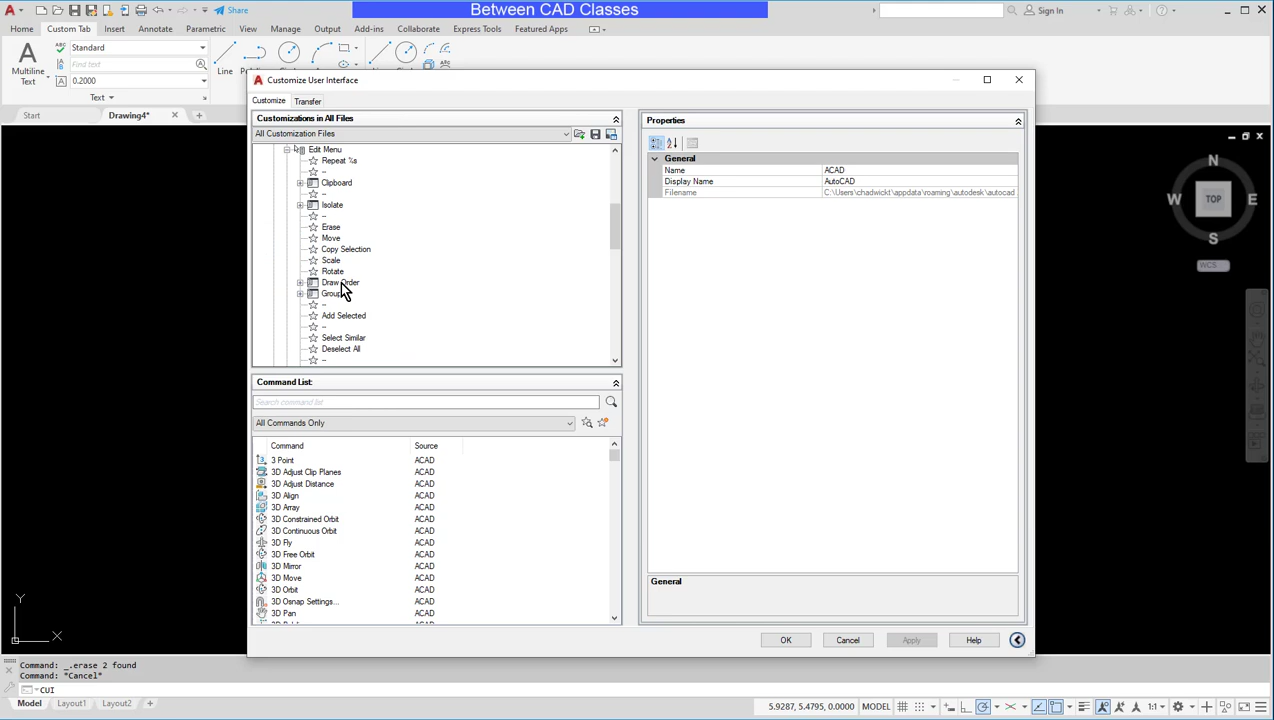 Share
Between CAD Classes
Sign In
Home
Custom Tab
Insert
Annotate
Parametric
View
Manage
Output
Add-ins
Collaborate
Express Tools
Featured Apps
A
Multiline
Text
ABC
Standard
Find text
0.2000
Text
Line
Start
Drawing4*
Customize User Interface
Customize
Transfer
Customizations in All Files
All Customization Files
Edit Menu
Repeat %s
--
Clipboard
--
Isolate
--
Erase
Move
Copy Selection
Scale
Rotate
Draw Order
Group
--
Add Selected
--
Select Similar
Deselect All
--
Command List:
Search command list
All Commands Only
Command Source
3 Point ACAD
3D Adjust Clip Planes ACAD
3D Adjust Distance ACAD
3D Align ACAD
3D Array ACAD
3D Constrained Orbit ACAD
3D Continuous Orbit ACAD
3D Fly ACAD
3D Free Orbit ACAD
3D Mirror ACAD
3D Move ACAD
3D Orbit ACAD
3D Osnap Settings... ACAD
3D Pan ACAD
Properties
General
Name ACAD
Display Name AutoCAD
Filename C:\Users\chadwickt\appdata\roaming\autodesk\autocad
General
OK
Cancel
Apply
Help
N
W
TOP
E
S
WCS
Y
X
Command: _.erase 2 found
Command: *Cancel*
CUI
Model
Layout1
Layout2
5.9287, 5.4795, 0.0000
MODEL
1:1